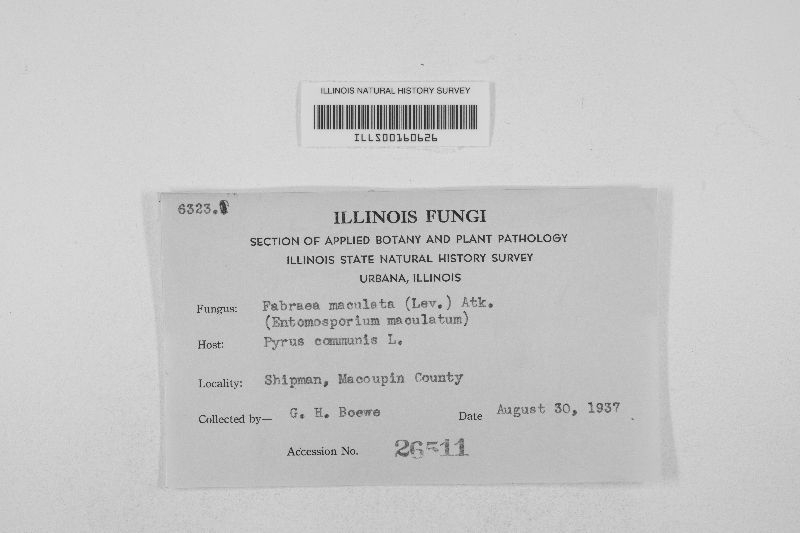 ILLINOIS NATURAL HISTORY SURVEY
ILLS00160626
6323.
ILLINOIS FUNGI
SECTION OF APPLIED BOTANY AND PLANT PATHOLOGY
ILLINOIS STATE NATURAL HISTORY SURVEY
URBANA, ILLINOIS
Fungus: Fabraea maculata (Lev.) Atk.
(Entomosporium maculatum)
Host: Pyrus communis L.
Locality: Shipman, Macoupin County
Collected by— G. H. Boewe Date August 30, 1937
Accession No. 26511